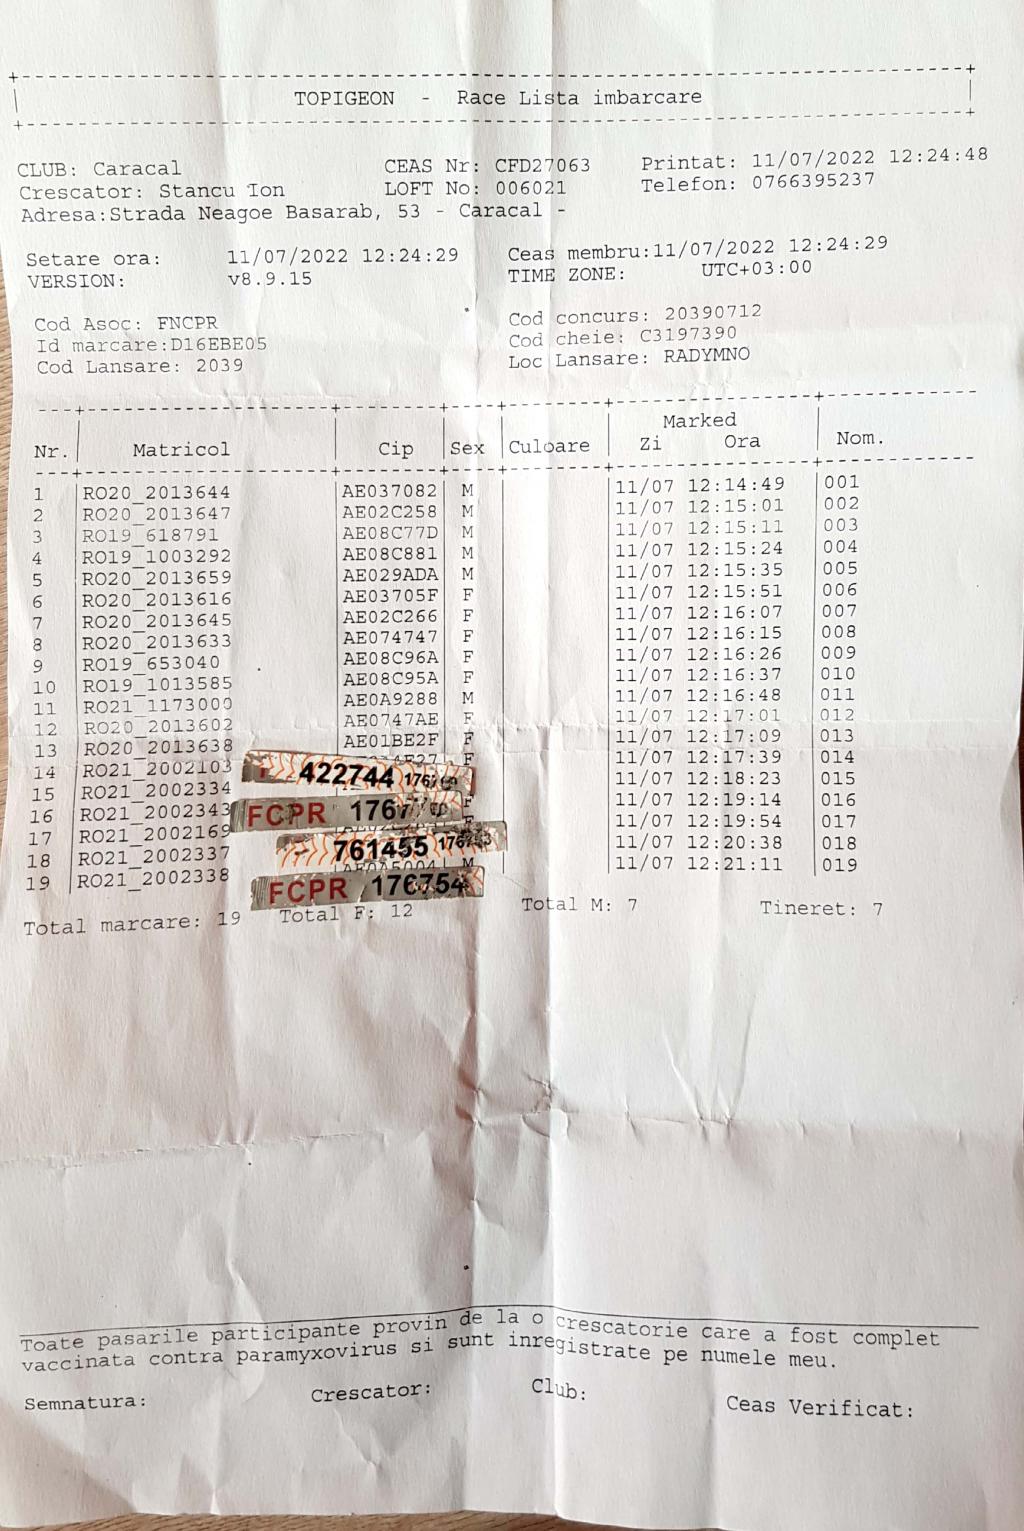 TOPIGEON - Race Lista imbarcare
CLUB: Caracal CEAS Nr: CFD27063 Printat: 11/07/2022 12:24:48
Crescator: Stancu Ion LOFT No: 006021 Telefon: 0766395237
Adresa:Strada Neagoe Basarab, 53 - Caracal -
Setare ora: 11/07/2022 12:24:29 Ceas membru:11/07/2022 12:24:29
VERSION: v8.9.15 TIME ZONE: UTC+03:00
Cod Asoc: FNCPR Cod concurs: 20390712
Id marcare:D16EBE05 Cod cheie: C3197390
Cod Lansare: 2039 Loc Lansare: RADYMNO
Marked
Nr. Matricol Cip Sex Culoare Zi Ora Nom.
1 RO20_2013644 AE037082 M 11/07 12:14:49 001
2 RO20_2013647 AE02C258 M 11/07 12:15:01 002
3 RO19_618791 AE08C77D M 11/07 12:15:11 003
4 RO19_1003292 AE08C881 M 11/07 12:15:24 004
5 RO20_2013659 AE029ADA M 11/07 12:15:35 005
6 RO20_2013616 AE03705F F 11/07 12:15:51 006
7 RO20_2013645 AE02C266 F 11/07 12:16:07 007
8 RO20_2013633 AE074747 F 11/07 12:16:15 008
9 RO19_653040 AE08C96A F 11/07 12:16:26 009
10 RO19_1013585 AE08C95A F 11/07 12:16:37 010
11 RO21_1173000 AE0A9288 M 11/07 12:16:48 011
12 RO20_2013602 AE0747AE F 11/07 12:17:01 012
13 RO20_2013638 AE01BE2F F 11/07 12:17:09 013
14 RO21_2002103 F 11/07 12:17:39 014
422744
15 RO21_2002334 11/07 12:18:23 015
16 RO21_2002343 F 11/07 12:19:14 016
FCPR
17 RO21_2002169 11/07 12:19:54 017
18 RO21_2002337 11/07 12:20:38 018
761455
19 RO21_2002338 M 11/07 12:21:11 019
FCPR 176754
Total marcare: 19 Total F: 12 Total M: 7 Tineret: 7
Toate pasarile participante provin de la o crescatorie care a fost complet
vaccinata contra paramyxovirus si sunt inregistrate pe numele meu.
Semnatura: Crescator: Club: Ceas Verificat: